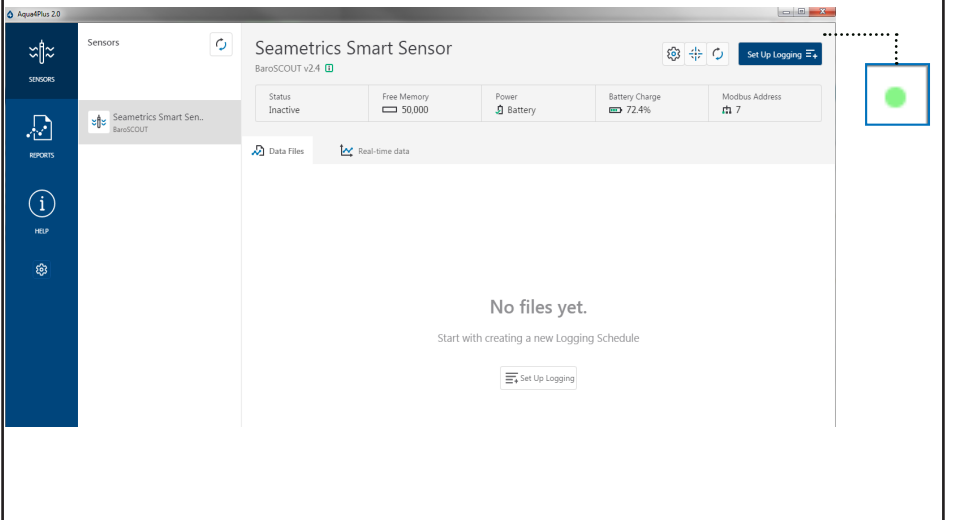 Aqua4Plus 2.0
SENSORS
REPORTS
HELP
Sensors
Seametrics Smart Sen..
BaroSCOUT
Seametrics Smart Sensor
BaroSCOUT v2.4
Set Up Logging
Status Free Memory Power Battery Charge Modbus Address
Inactive 50,000 Battery 72.4% 7
Data Files Real-time data
No files yet.
Start with creating a new Logging Schedule
Set Up Logging